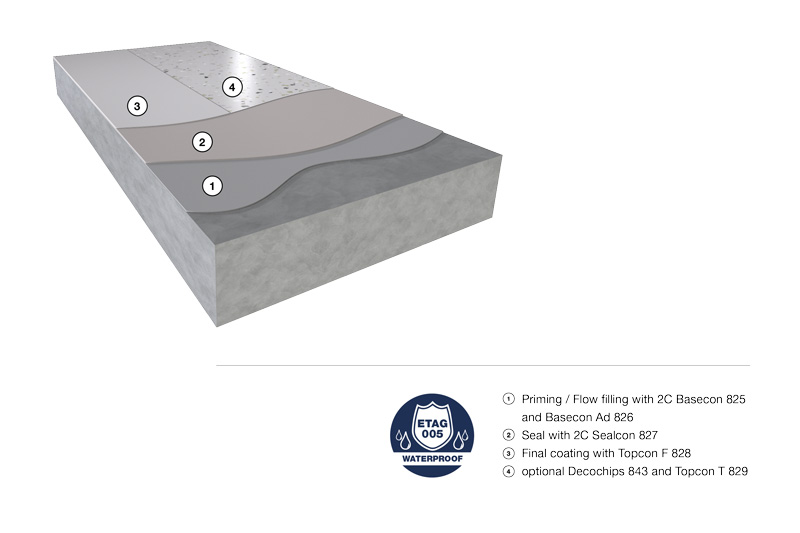 4
3
2
1
ETAG
005
WATERPROOF
1 Priming / Flow filling with 2C Basecon 825
and Basecon Ad 826
2 Seal with 2C Sealcon 827
3 Final coating with Topcon F 828
4 optional Decochips 843 and Topcon T 829